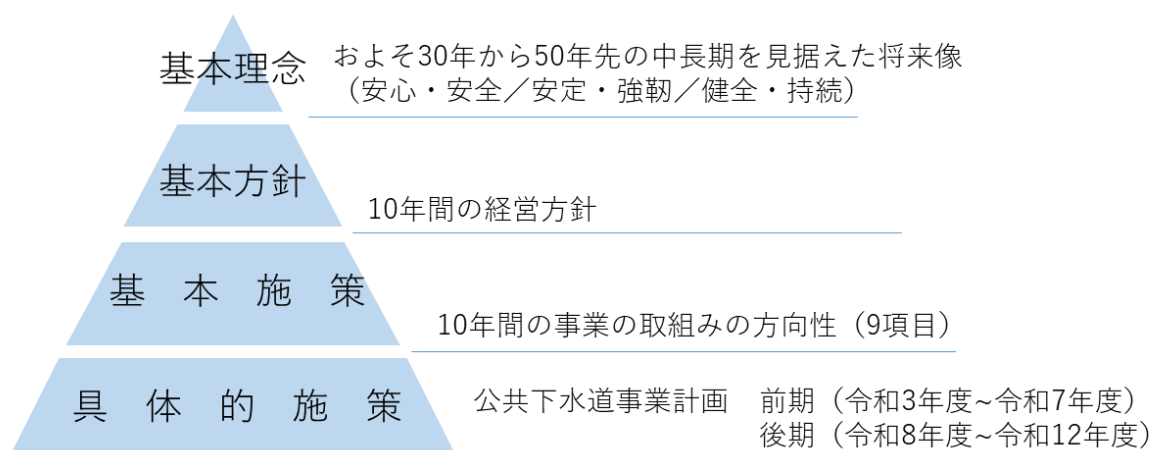 基本理念
およそ30年から50年先の中長期を見据えた将来像
（安心・安全／安定・強靭／健全・持続）
基本方針
10年間の経営方針
基本施策
10年間の事業の取組みの方向性（9項目）
具体的施策
公共下水道事業計画　前期（令和3年度~令和7年度）
後期（令和8年度~令和12年度）